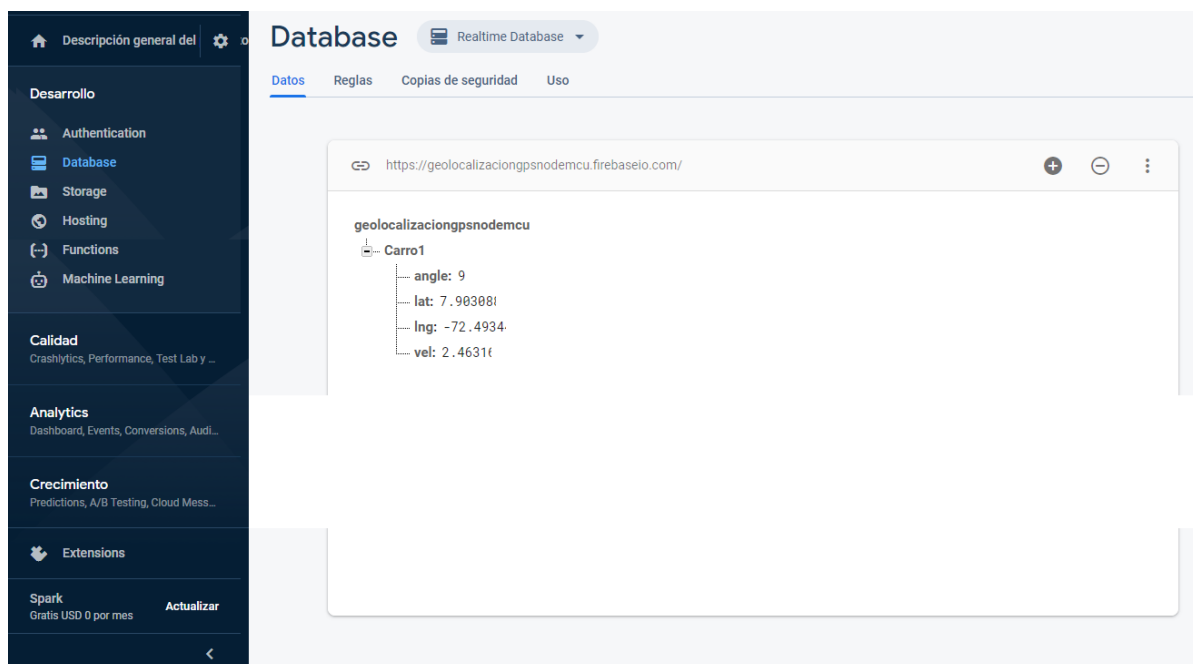 Descripción general del
Database
Realtime Database
Datos Reglas Copias de seguridad Uso
Desarrollo
Authentication
Database
Storage
Hosting
Functions
Machine Learning
Calidad
Crashlytics, Performance, Test Lab y ...
Analytics
Dashboard, Events, Conversions, Audi...
Crecimiento
Predictions, A/B Testing, Cloud Mess...
Extensions
Spark
Gratis USD 0 por mes
Actualizar
https://geolocalizaciongpsnodemcu.firebaseio.com/
geolocalizaciongpsnodemcu
Carro1
angle: 9
lat: 7.90308
lng: -72.4934
vel: 2.4631